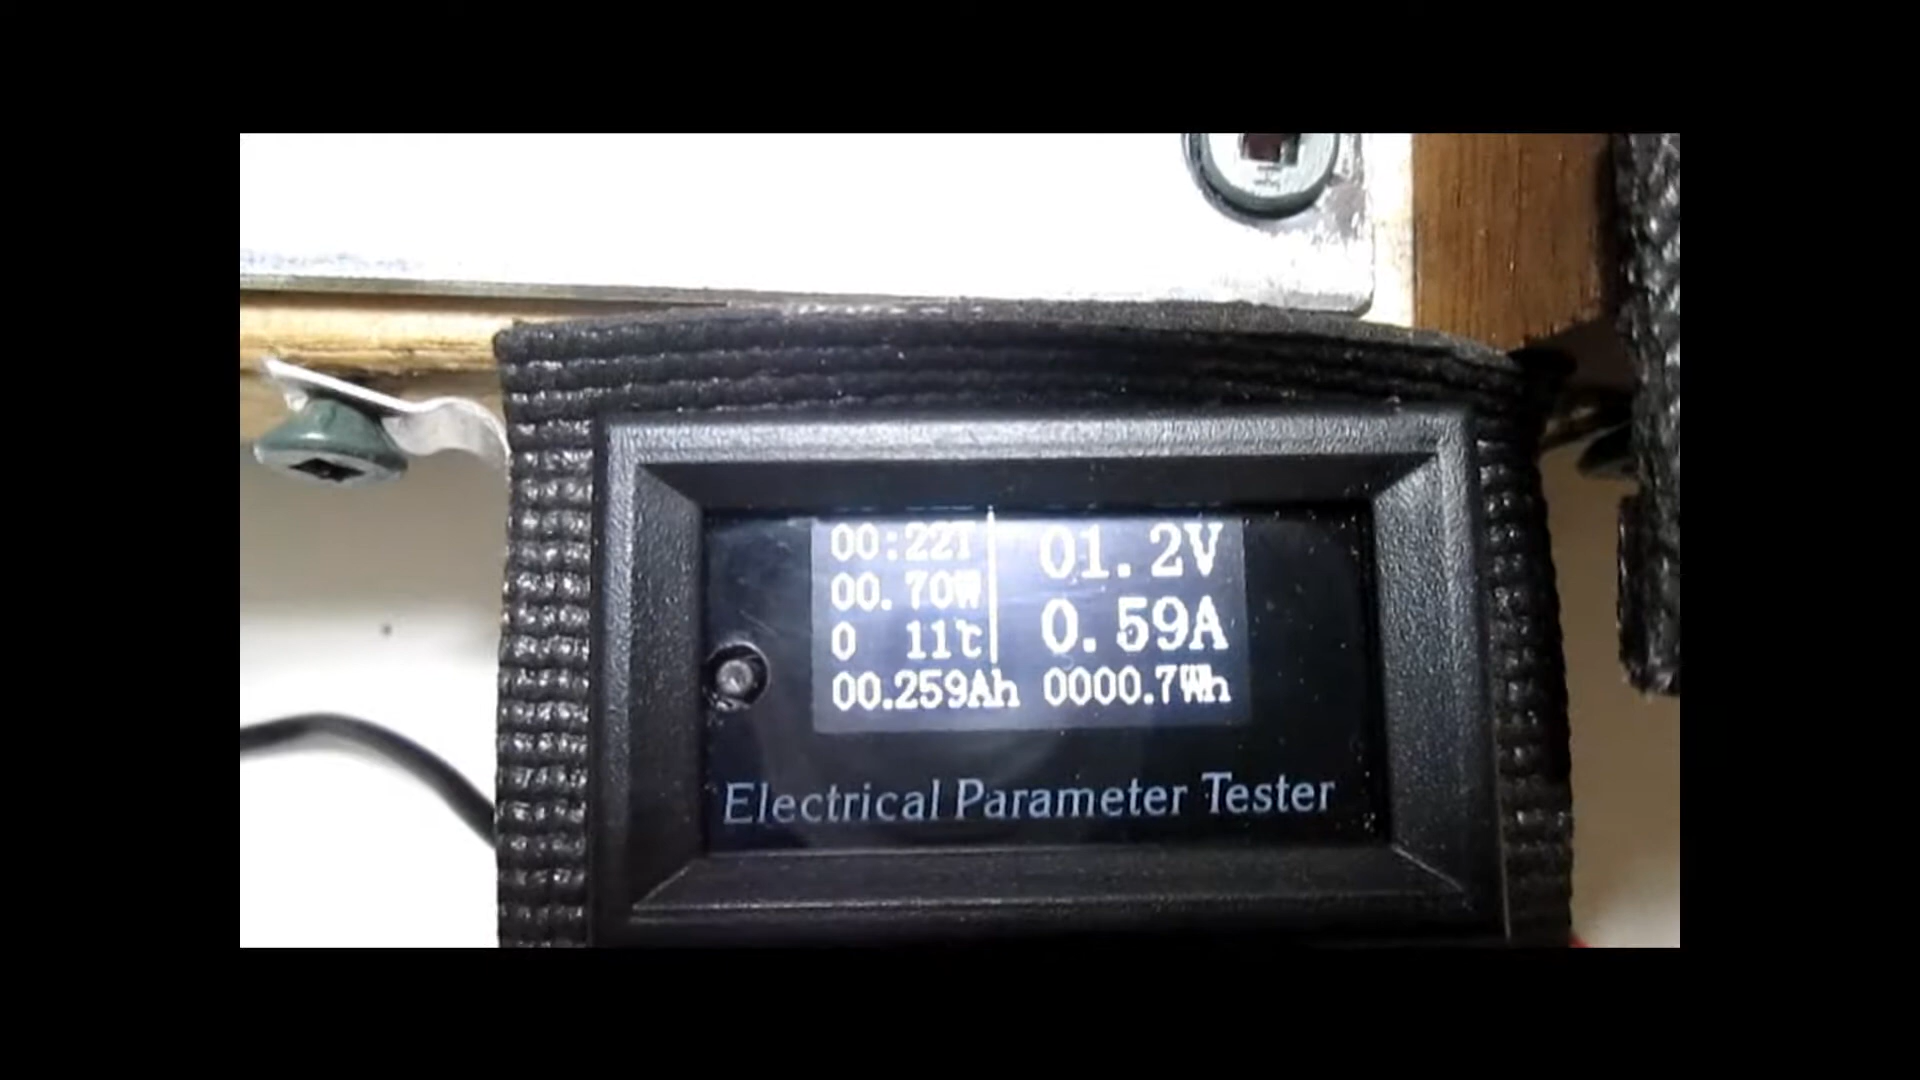 00:22T
00.70W
0 11℃
01.2V
0.59A
00.259Ah 0000.7Wh
Electrical Parameter Tester